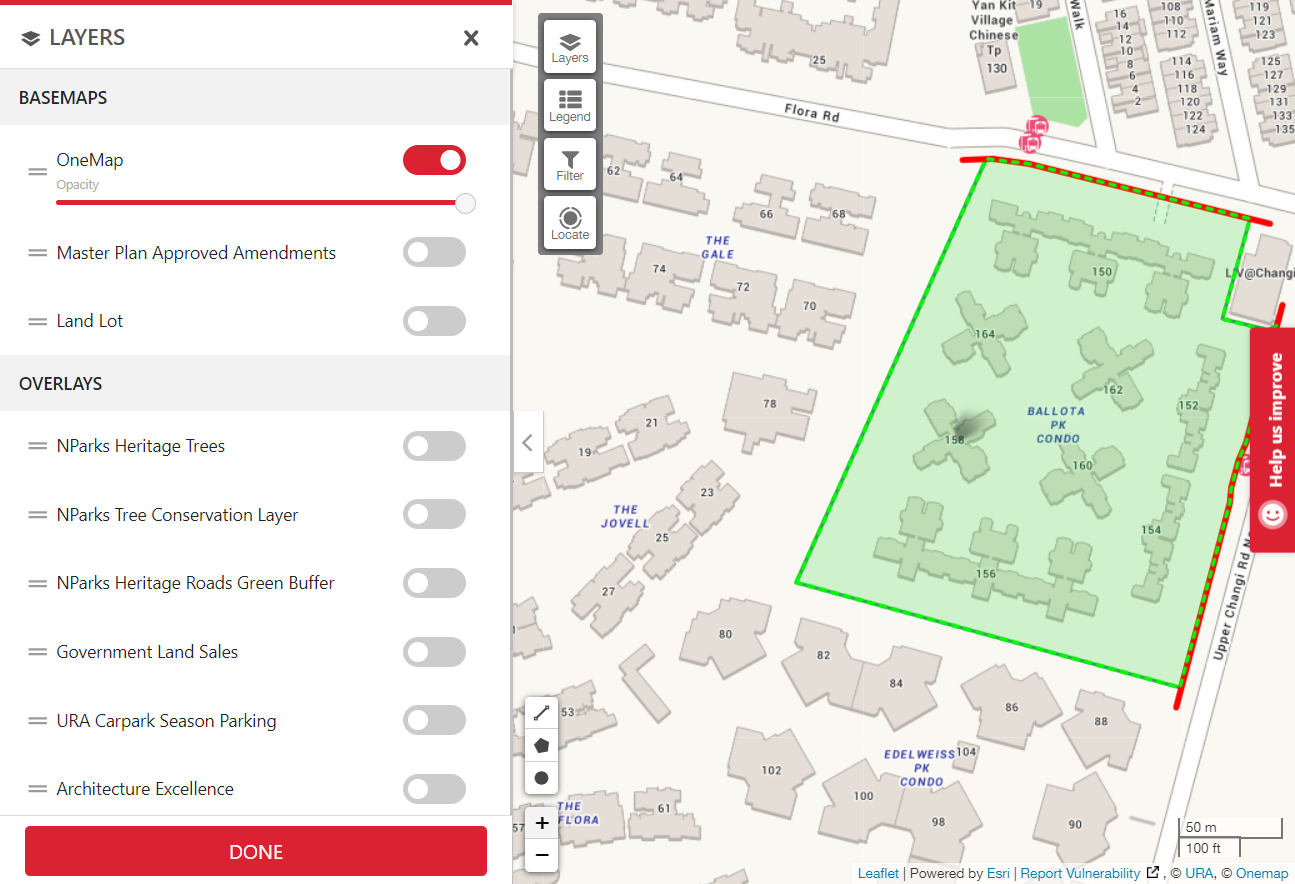 LAYERS
BASEMAPS
OneMap
Opacity
Master Plan Approved Amendments
Land Lot
OVERLAYS
NParks Heritage Trees
NParks Tree Conservation Layer
NParks Heritage Roads Green Buffer
Government Land Sales
URA Carpark Season Parking
Architecture Excellence
DONE
Layers
Legend
Filter
Locate
25
Yan Kit
Village
Chinese
Tp
130
19
Walk
16
14
12
10
8
6
4
2
108
110
112
114
116
118
120
122
124
Mariam Way
119
121
123
125
127
129
131
133
135
Flora Rd
62
64
66
68
THE
GALE
74
72
70
78
21
19
23
THE
JOVELL
25
27
150
LIV@Changi
164
162
152
BALLOTA
PK
CONDO
158
160
154
156
Help us improve
Upper Changi Rd
80
82
84
86
88
53
EDELWEISS
PK
CONDO
104
102
100
98
90
THE
FLORA
57
61
+
−
50 m
100 ft
Leaflet | Powered by Esri | Report Vulnerability , © URA, © Onemap